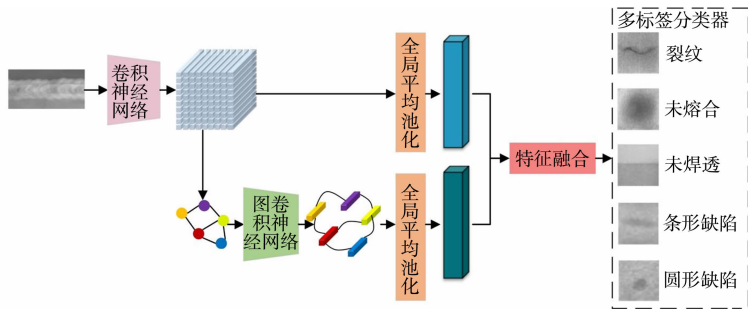 卷积
神经
网络
全局平均池化
图卷
积神
经网络
全局平均池化
特征融合
多标签分类器
裂纹
未熔合
未焊透
条形缺陷
圆形缺陷